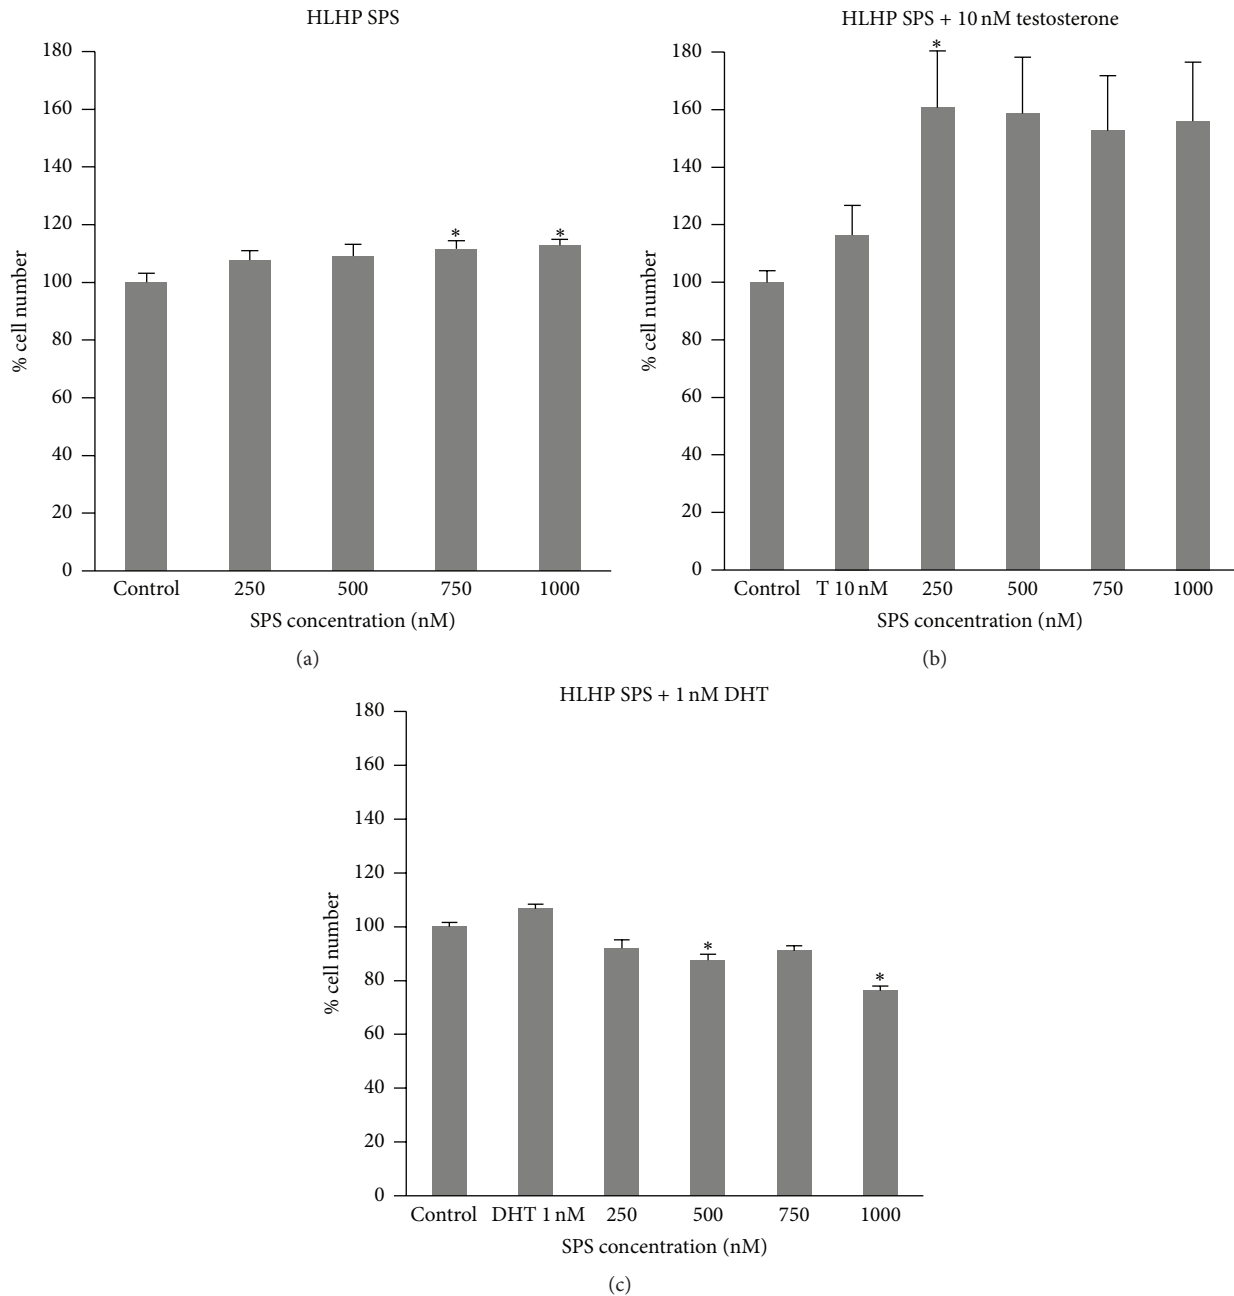 HLHP SPS
180
160
140
120
100
80
60
40
20
0
% cell number
*
*
Control 250 500 750 1000
SPS concentration (nM)
(a)
HLHP SPS + 10 nM testosterone
180
160
140
120
100
80
60
40
20
0
% cell number
*
Control T 10 nM 250 500 750 1000
SPS concentration (nM)
(b)
HLHP SPS + 1 nM DHT
180
160
140
120
100
80
60
40
20
0
% cell number
*
*
Control DHT 1 nM 250 500 750 1000
SPS concentration (nM)
(c)